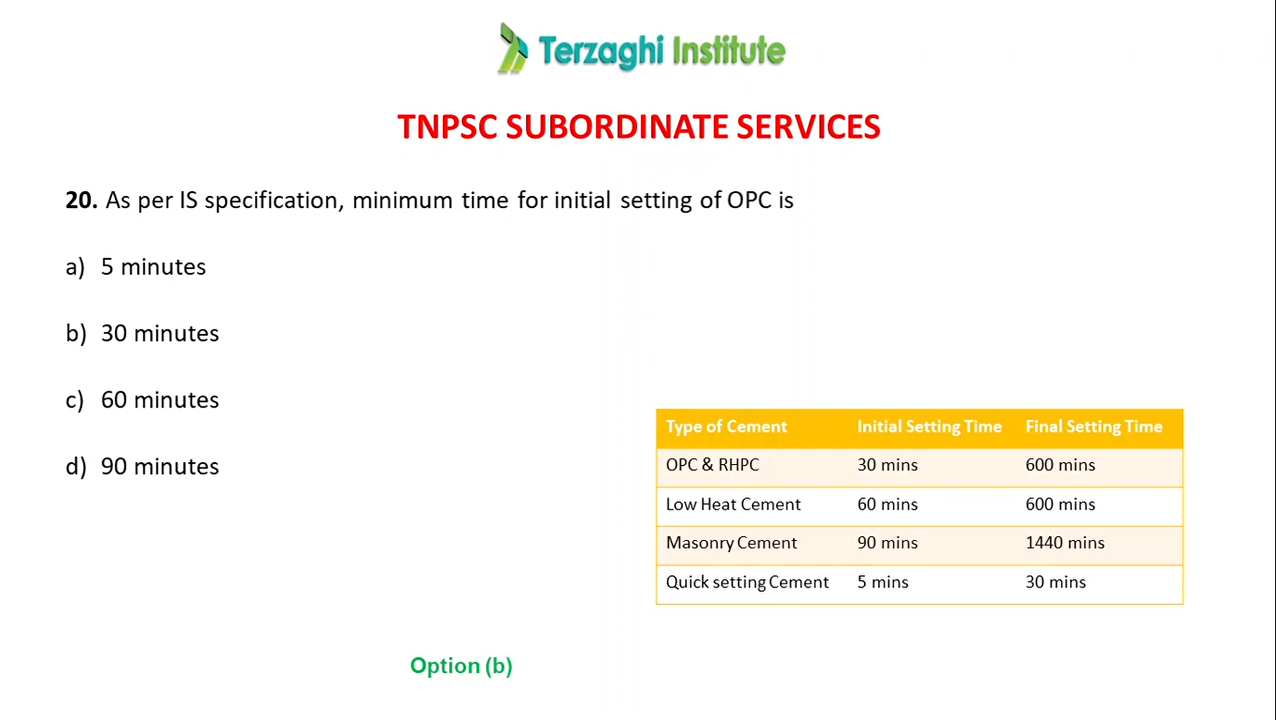 Terzaghi Institute
TNPSC SUBORDINATE SERVICES
20. As per IS specification, minimum time for initial setting of OPC is
a) 5 minutes
b) 30 minutes
c) 60 minutes
d) 90 minutes
Type of Cement Initial Setting Time Final Setting Time
OPC & RHPC 30 mins 600 mins
Low Heat Cement 60 mins 600 mins
Masonry Cement 90 mins 1440 mins
Quick setting Cement 5 mins 30 mins
Option (b)